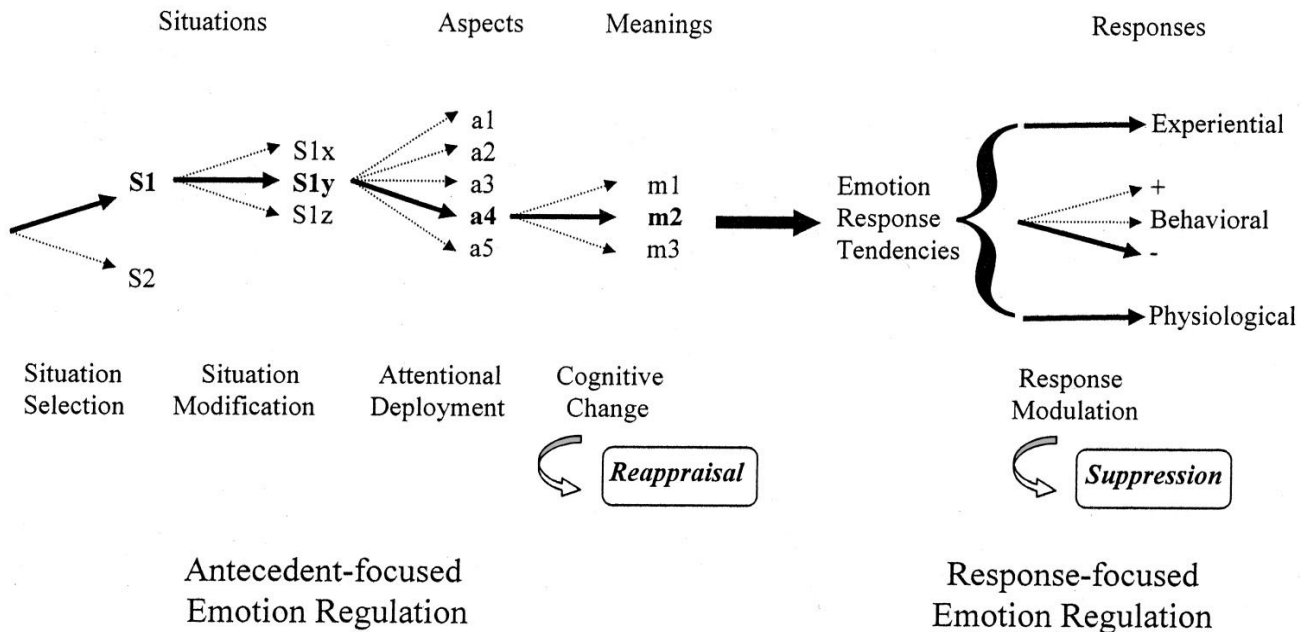 Situations Aspects Meanings Responses
a1
Experiential
a2
S1x
S1 S1y a3 m1 Emotion +
S1z a4 m2 Response Behavioral
a5 m3 Tendencies -
S2
Physiological
Situation Situation Attentional Cognitive Response
Selection Modification Deployment Change Modulation
Reappraisal Suppression
Antecedent-focused Response-focused
Emotion Regulation Emotion Regulation